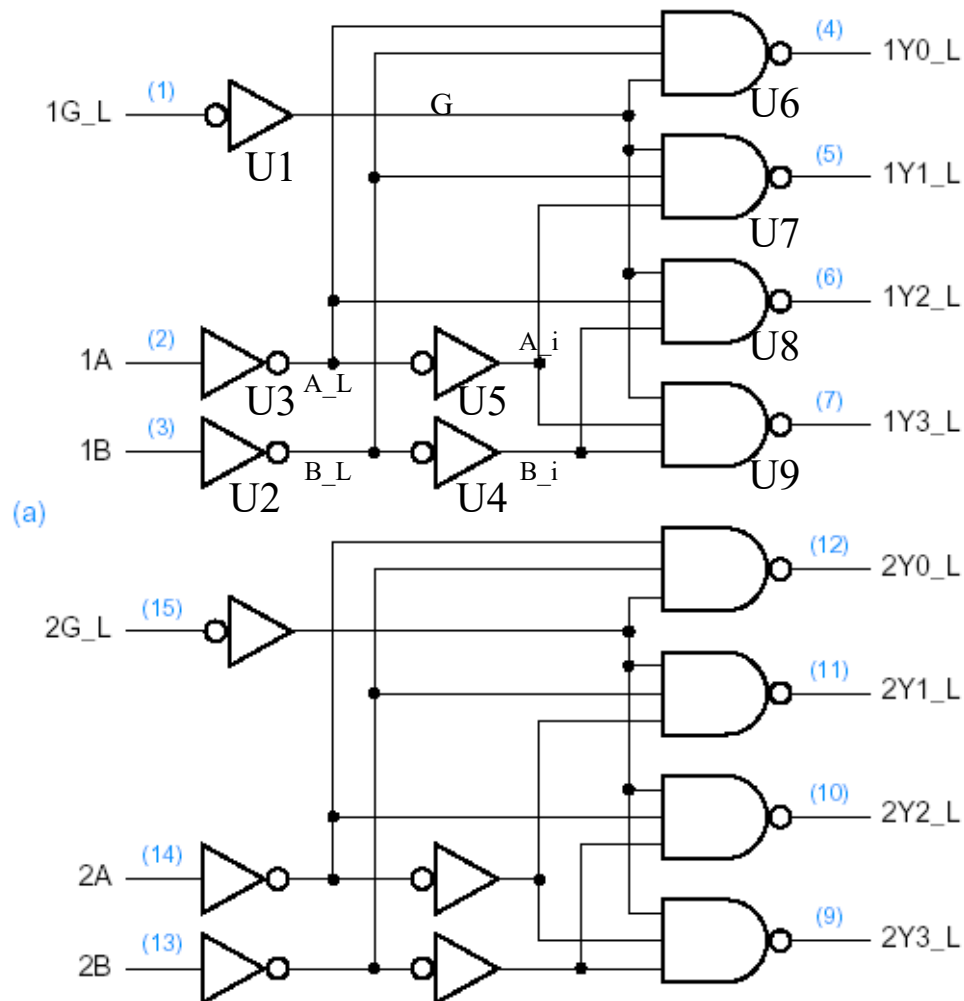 (4) 1Y0_L
1G_L (1) G U6
U1
(5) 1Y1_L
U7
(6) 1Y2_L
U8
1A (2) A_L A_i
U3 U5
(7) 1Y3_L
1B (3) B_L B_i U9
U2 U4
(a)
(12) 2Y0_L
2G_L (15)
(11) 2Y1_L
(10) 2Y2_L
2A (14)
(9) 2Y3_L
2B (13)